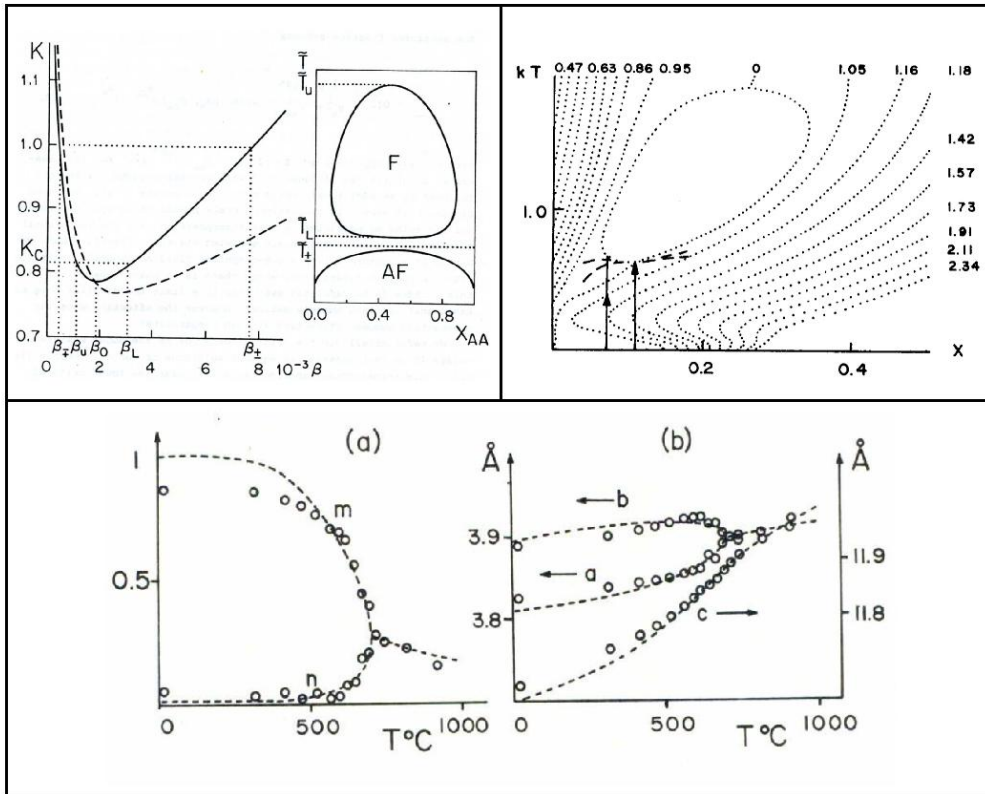 K
1.1
1.0
0.9
K_C
0.8
0.7
0
β∓
βu
β0
2
βL
4
6
β±
8
10⁻³β
T̃
T̃u
F
T̃L
T̃±
AF
0.0
0.4
0.8
X_AA
kT
0.47 0.63 0.86 0.95 0 1.05 1.16 1.18
1.42
1.57
1.73
1.91
2.11
2.34
1.0
0.2
0.4
X
(a)
1
0.5
m
n
0
500
1000
T°C
(b)
Å
Å
b
a
c
3.9
3.8
11.9
11.8
0
500
1000
T°C